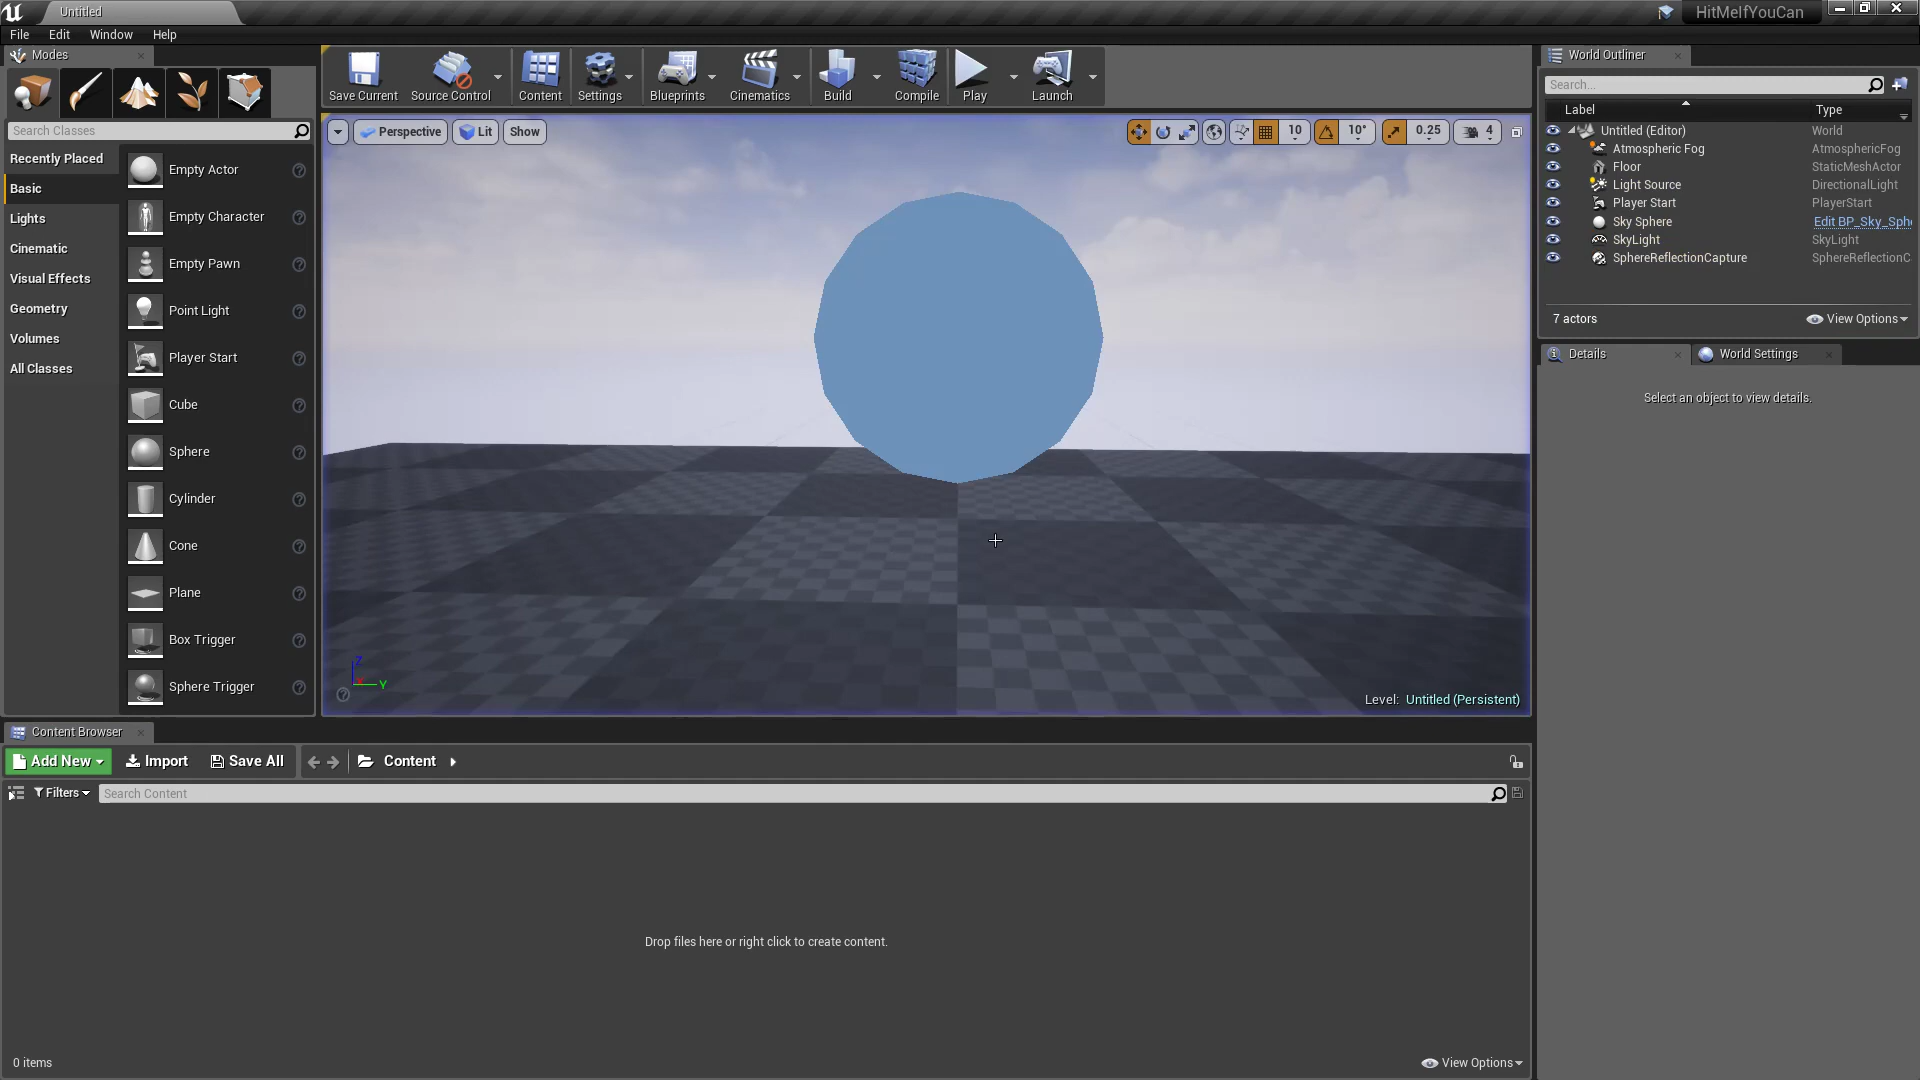 Untitled
HitMeIfYouCan
File Edit Window Help
Modes
Search Classes
Recently Placed
Basic
Lights
Cinematic
Visual Effects
Geometry
Volumes
All Classes
Empty Actor
Empty Character
Empty Pawn
Point Light
Player Start
Cube
Sphere
Cylinder
Cone
Plane
Box Trigger
Sphere Trigger
Save Current Source Control Content Settings Blueprints Cinematics Build Compile Play Launch
Perspective Lit Show
10 10° 0.25 4
Z
X Y
Level: Untitled (Persistent)
World Outliner
Search...
Label Type
Untitled (Editor) World
Atmospheric Fog AtmosphericFog
Floor StaticMeshActor
Light Source DirectionalLight
Player Start PlayerStart
Sky Sphere Edit BP_Sky_Sph
SkyLight SkyLight
SphereReflectionCapture SphereReflectionC
7 actors View Options
Details World Settings
Select an object to view details.
Content Browser
Add New Import Save All Content
Filters Search Content
Drop files here or right click to create content.
0 items View Options